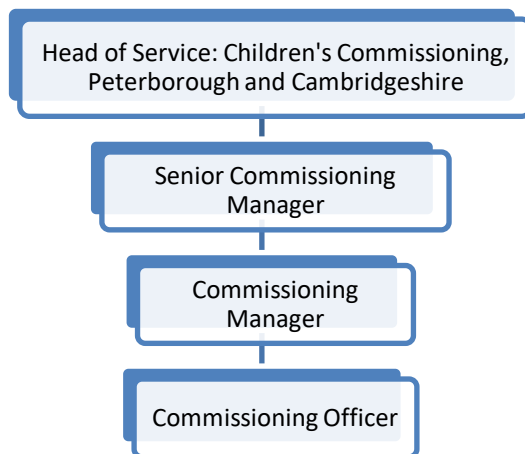 Head of Service: Children's Commissioning,
Peterborough and Cambridgeshire
Senior Commissioning
Manager
Commissioning
Manager
Commissioning Officer